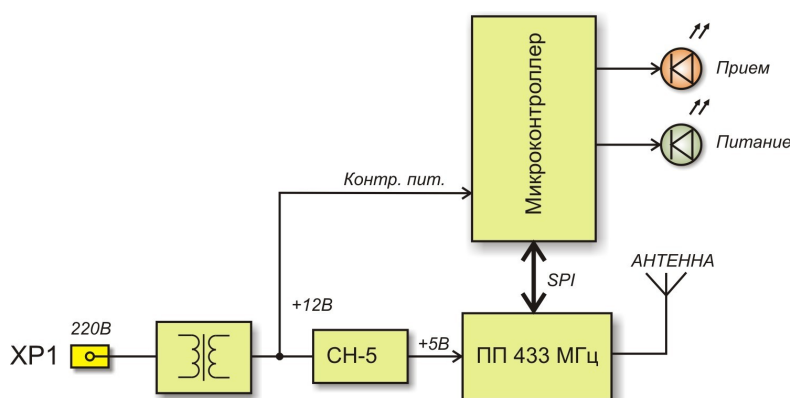 Прием
Питание
Микроконтроллер
Контр. пит.
SPI
АНТЕННА
+12В
220В
XP1
СН-5
+5В
ПП 433 МГц